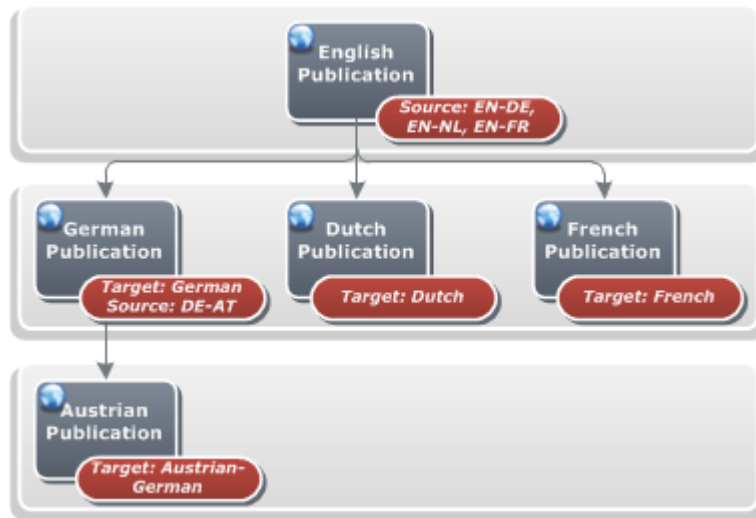 English
Publication
Source: EN-DE,
EN-NL, EN-FR
German
Publication
Target: German
Source: DE-AT
Dutch
Publication
Target: Dutch
French
Publication
Target: French
Austrian
Publication
Target: Austrian-
German